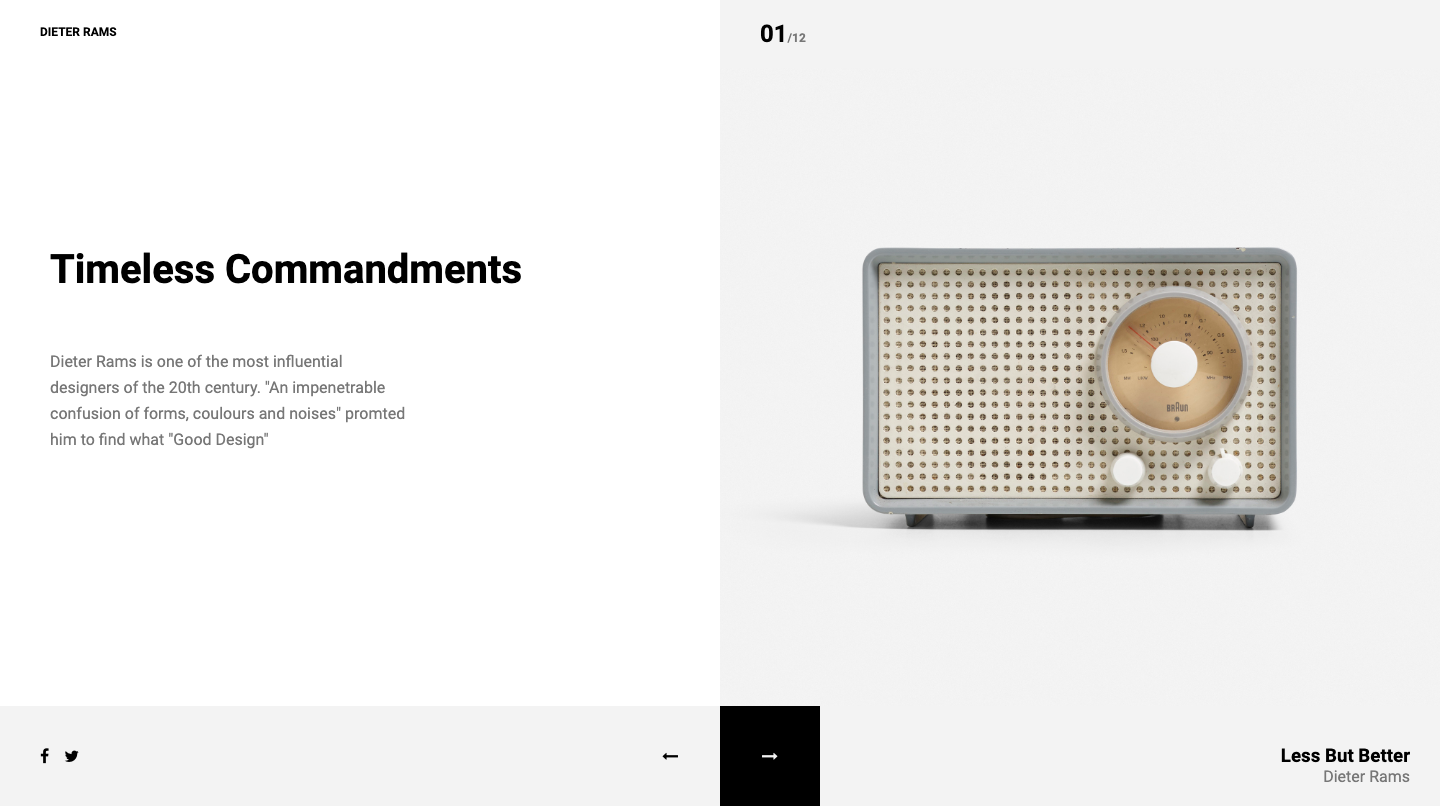 DIETER RAMS
01/12
Timeless Commandments
Dieter Rams is one of the most influential
designers of the 20th century. "An impenetrable
confusion of forms, coulours and noises" promted
him to find what "Good Design"
BRAUN
Less But Better
Dieter Rams